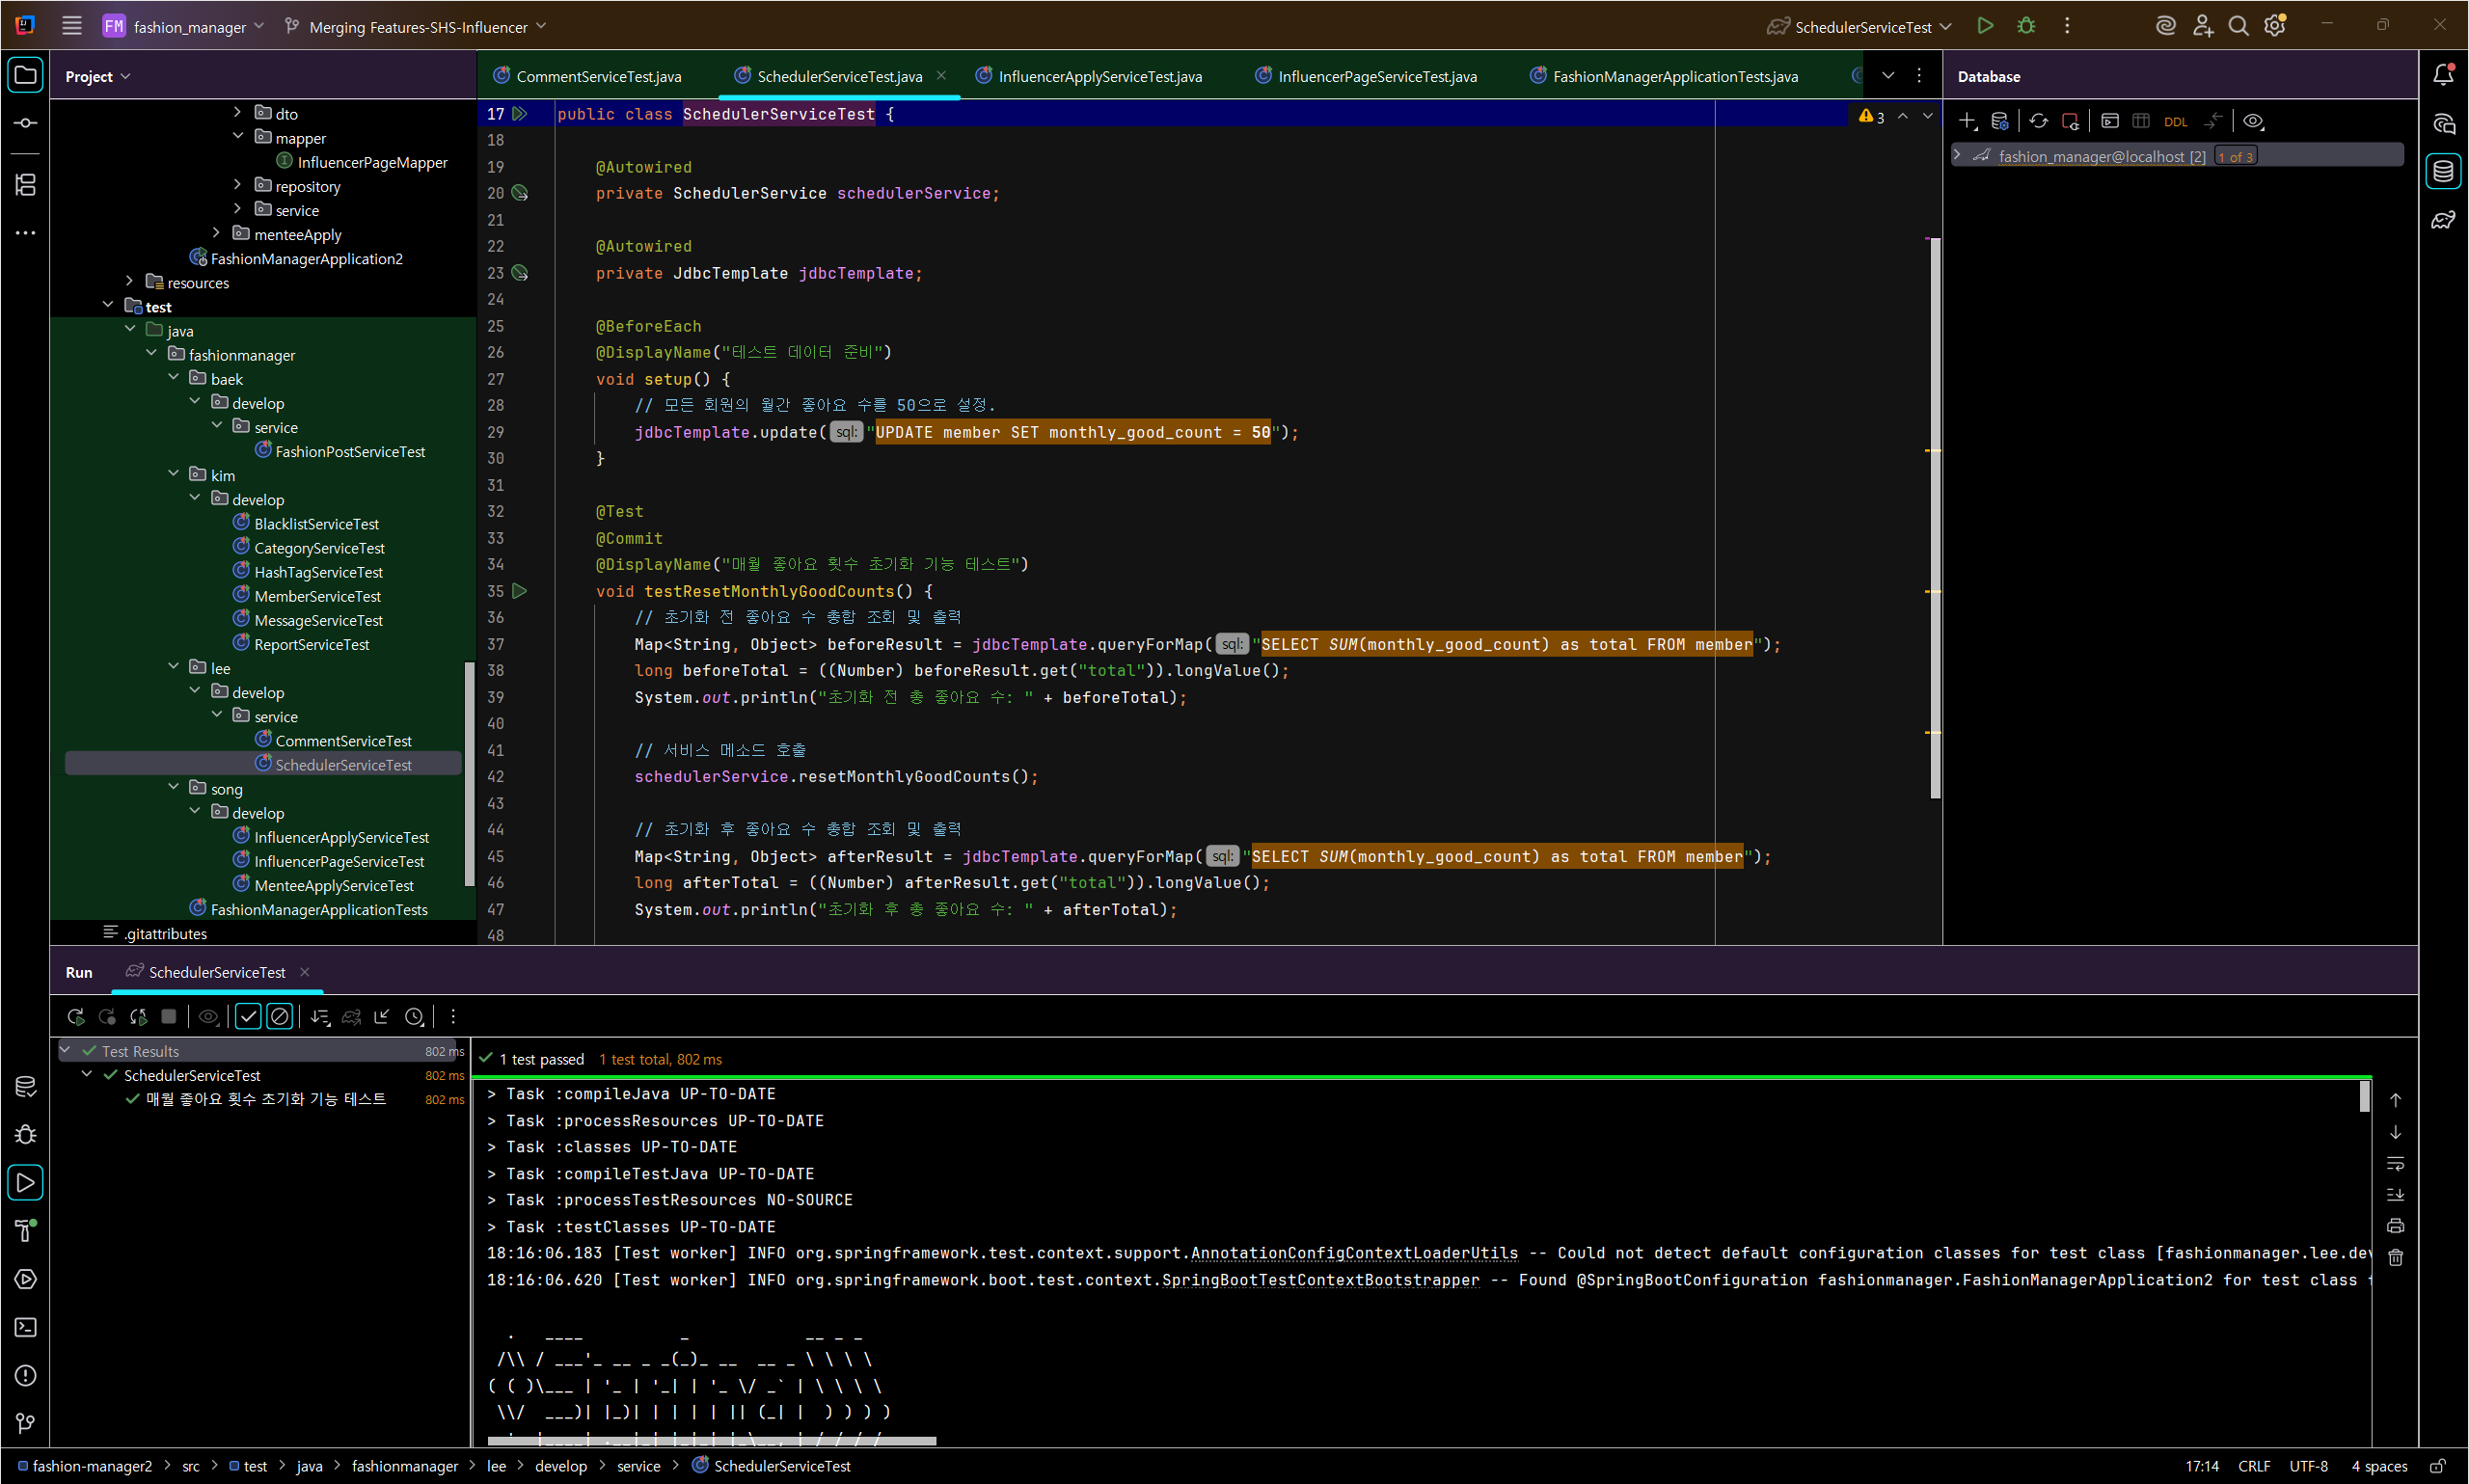 FM fashion_manager Merging Features-SHS-Influencer SchedulerServiceTest
Project
dto
mapper
InfluencerPageMapper
repository
service
menteeApply
FashionManagerApplication2
resources
test
java
fashionmanager
baek
develop
service
FashionPostServiceTest
kim
develop
BlacklistServiceTest
CategoryServiceTest
HashTagServiceTest
MemberServiceTest
MessageServiceTest
ReportServiceTest
lee
develop
service
CommentServiceTest
SchedulerServiceTest
song
develop
InfluencerApplyServiceTest
InfluencerPageServiceTest
MenteeApplyServiceTest
FashionManagerApplicationTests
.gitattributes
CommentServiceTest.java SchedulerServiceTest.java InfluencerApplyServiceTest.java InfluencerPageServiceTest.java FashionManagerApplicationTests.java
17 public class SchedulerServiceTest { 3
18
19 @Autowired
20 private SchedulerService schedulerService;
21
22 @Autowired
23 private JdbcTemplate jdbcTemplate;
24
25 @BeforeEach
26 @DisplayName("테스트 데이터 준비")
27 void setup() {
28 // 모든 회원의 월간 좋아요 수를 50으로 설정.
29 jdbcTemplate.update( sql: "UPDATE member SET monthly_good_count = 50");
30 }
31
32 @Test
33 @Commit
34 @DisplayName("매월 좋아요 횟수 초기화 기능 테스트")
35 void testResetMonthlyGoodCounts() {
36 // 초기화 전 좋아요 수 총합 조회 및 출력
37 Map<String, Object> beforeResult = jdbcTemplate.queryForMap( sql: "SELECT SUM(monthly_good_count) as total FROM member");
38 long beforeTotal = ((Number) beforeResult.get("total")).longValue();
39 System.out.println("초기화 전 총 좋아요 수: " + beforeTotal);
40
41 // 서비스 메소드 호출
42 schedulerService.resetMonthlyGoodCounts();
43
44 // 초기화 후 좋아요 수 총합 조회 및 출력
45 Map<String, Object> afterResult = jdbcTemplate.queryForMap( sql: "SELECT SUM(monthly_good_count) as total FROM member");
46 long afterTotal = ((Number) afterResult.get("total")).longValue();
47 System.out.println("초기화 후 총 좋아요 수: " + afterTotal);
48
Database
DDL
fashion_manager@localhost [2] 1 of 3
Run SchedulerServiceTest
Test Results 802 ms
SchedulerServiceTest 802 ms
매월 좋아요 횟수 초기화 기능 테스트 802 ms
1 test passed 1 test total, 802 ms
> Task :compileJava UP-TO-DATE
> Task :processResources UP-TO-DATE
> Task :classes UP-TO-DATE
> Task :compileTestJava UP-TO-DATE
> Task :processTestResources NO-SOURCE
> Task :testClasses UP-TO-DATE
18:16:06.183 [Test worker] INFO org.springframework.test.context.support.AnnotationConfigContextLoaderUtils -- Could not detect default configuration classes for test class [fashionmanager.lee.dev
18:16:06.620 [Test worker] INFO org.springframework.boot.test.context.SpringBootTestContextBootstrapper -- Found @SpringBootConfiguration fashionmanager.FashionManagerApplication2 for test class
fashion-manager2 > src > test > java > fashionmanager > lee > develop > service > SchedulerServiceTest 17:14 CRLF UTF-8 4 spaces